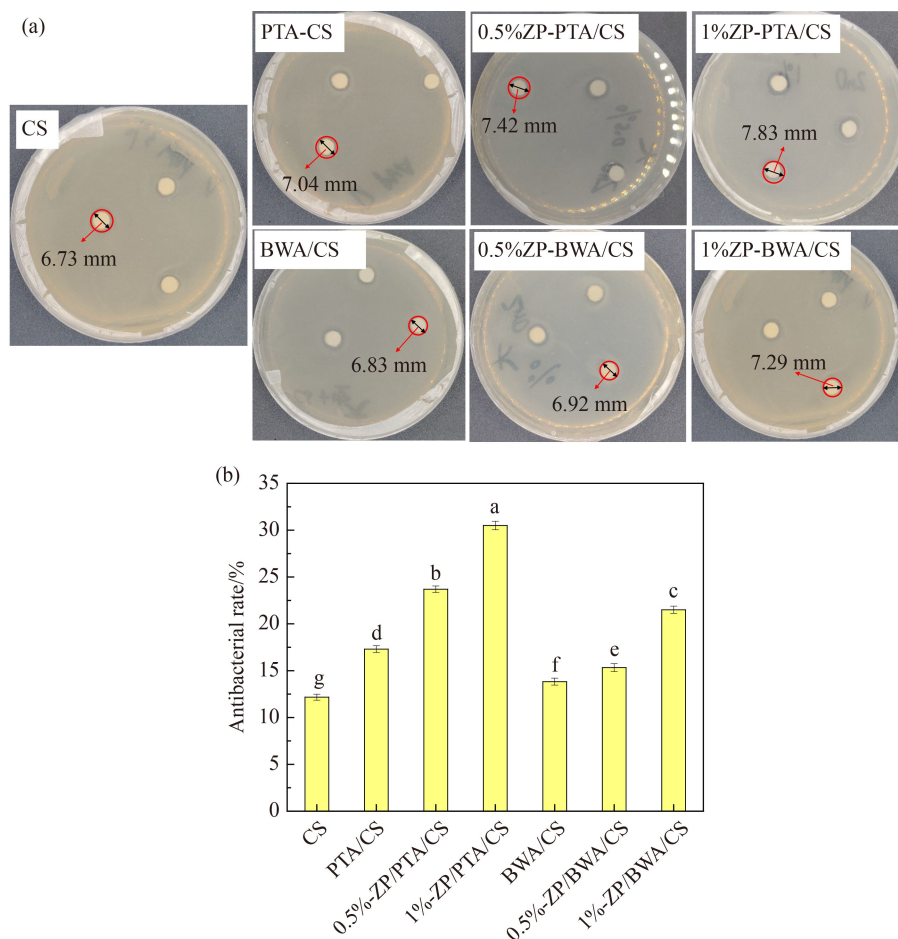 (a)
PTA-CS
0.5%ZP-PTA/CS
1%ZP-PTA/CS
CS
7.04 mm
7.42 mm
7.83 mm
6.73 mm
BWA/CS
0.5%ZP-BWA/CS
1%ZP-BWA/CS
6.83 mm
6.92 mm
7.29 mm
(b)
35
30
25
20
15
10
5
0
Antibacterial rate/%
g
d
b
a
f
e
c
CS
PTA/CS
0.5%-ZP/PTA/CS
1%-ZP/PTA/CS
BWA/CS
0.5%-ZP/BWA/CS
1%-ZP/BWA/CS